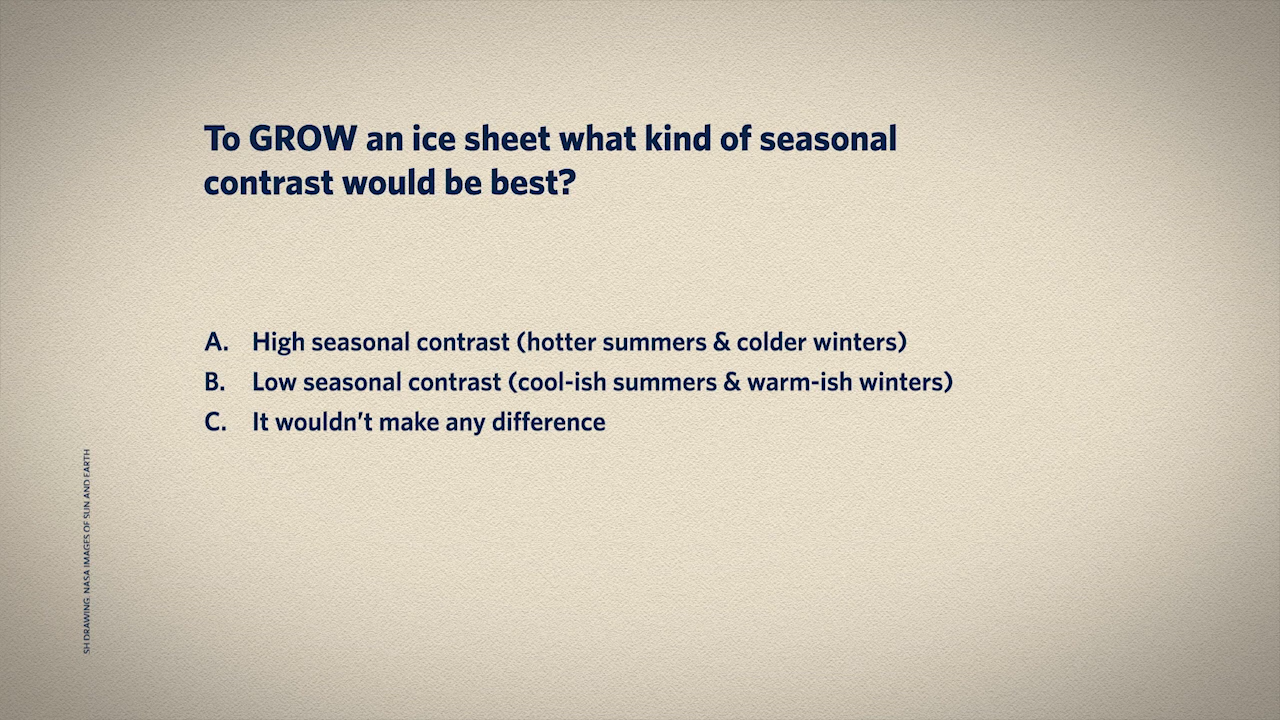 To GROW an ice sheet what kind of seasonal
contrast would be best?
A. High seasonal contrast (hotter summers & colder winters)
B. Low seasonal contrast (cool-ish summers & warm-ish winters)
C. It wouldn’t make any difference
SH DRAWING. NASA IMAGES OF SUN AND EARTH